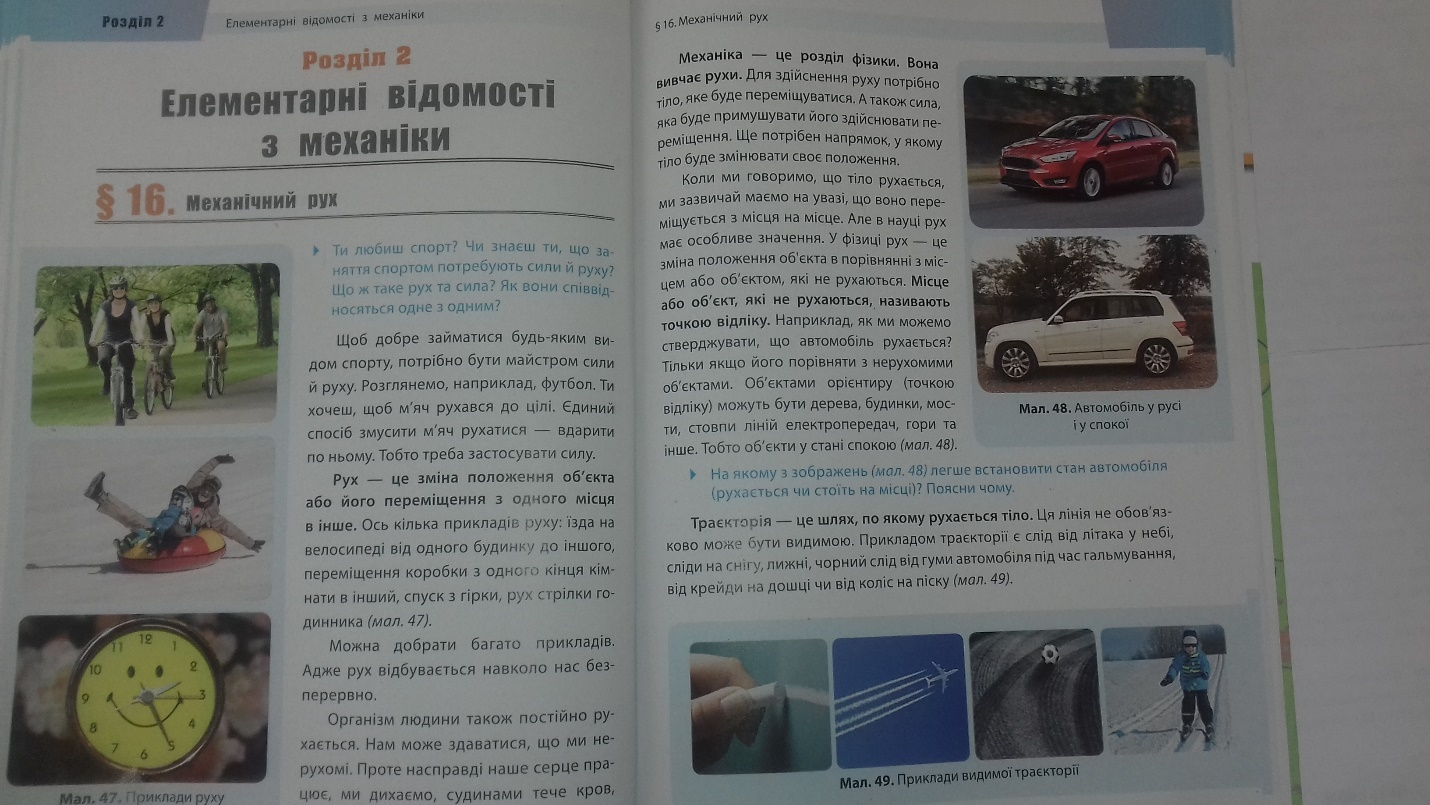 Розділ 2
Елементарні відомості з механіки
Розділ 2
Елементарні відомості
з механіки
§ 16. Механічний рух
Ти любиш спорт? Чи знаєш ти, що за-
няття спортом потребують сили й руху?
Що ж таке рух та сила? Як вони співвід-
носяться одне з одним?
Щоб добре займатися будь-яким ви-
дом спорту, потрібно бути майстром сили
й руху. Розглянемо, наприклад, футбол. Ти
хочеш, щоб м'яч рухався до цілі. Єдиний
спосіб змусити м'яч рухатися — вдарити
по ньому. Тобто треба застосувати силу.
Рух — це зміна положення об'єкта
або його переміщення з одного місця
в інше. Ось кілька прикладів руху: їзда на
велосипеді від одного будинку до іншого,
переміщення коробки з одного кінця кім-
нати в інший, спуск з гірки, рух стрілки го-
динника (мал. 47).
Можна добрати багато прикладів.
Адже рух відбувається навколо нас без-
перервно.
Організм людини також постійно ру-
хається. Нам може здаватися, що ми не-
рухомі. Проте насправді наше серце пра-
цює, ми дихаємо, судинами тече кров,
12
1
2
3
4
5
6
7
8
9
10
11
Мал. 47. Приклади руху
§ 16. Механічний рух
Механіка — це розділ фізики. Вона
вивчає рухи. Для здійснення руху потрібно
тіло, яке буде переміщуватися. А також сила,
яка буде примушувати його здійснювати пе-
реміщення. Ще потрібен напрямок, у якому
тіло буде змінювати своє положення.
Коли ми говоримо, що тіло рухається,
ми зазвичай маємо на увазі, що воно пере-
міщується з місця на місце. Але в науці рух
має особливе значення. У фізиці рух — це
зміна положення об'єкта в порівнянні з міс-
цем або об'єктом, які не рухаються. Місце
або об'єкт, які не рухаються, називають
точкою відліку. Наприклад, як ми можемо
стверджувати, що автомобіль рухається?
Тільки якщо його порівняти з нерухомими
об'єктами. Об'єктами орієнтиру (точкою
відліку) можуть бути дерева, будинки, мос-
ти, стовпи ліній електропередач, гори та
інше. Тобто об'єкти у стані спокою (мал. 48).
Мал. 48. Автомобіль у русі
і у спокої
На якому з зображень (мал. 48) легше встановити стан автомобіля
(рухається чи стоїть на місці)? Поясни чому.
Траєкторія — це шлях, по якому рухається тіло. Ця лінія не обов'яз-
ково може бути видимою. Прикладом траєкторії є слід від літака у небі,
сліди на снігу, лижні, чорний слід від гуми автомобіля під час гальмування,
від крейди на дошці чи від коліс на піску (мал. 49).
Мал. 49. Приклади видимої траєкторії